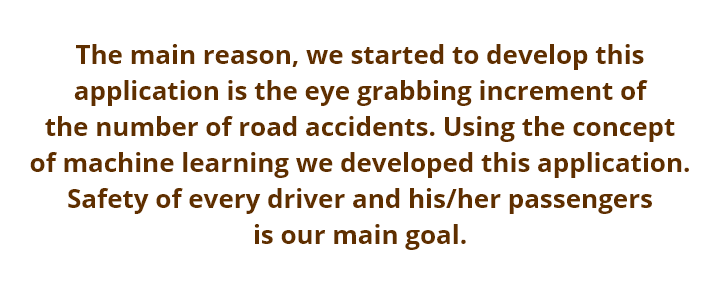 The main reason, we started to develop this
application is the eye grabbing increment of
the number of road accidents. Using the concept
of machine learning we developed this application.
Safety of every driver and his/her passengers
is our main goal.